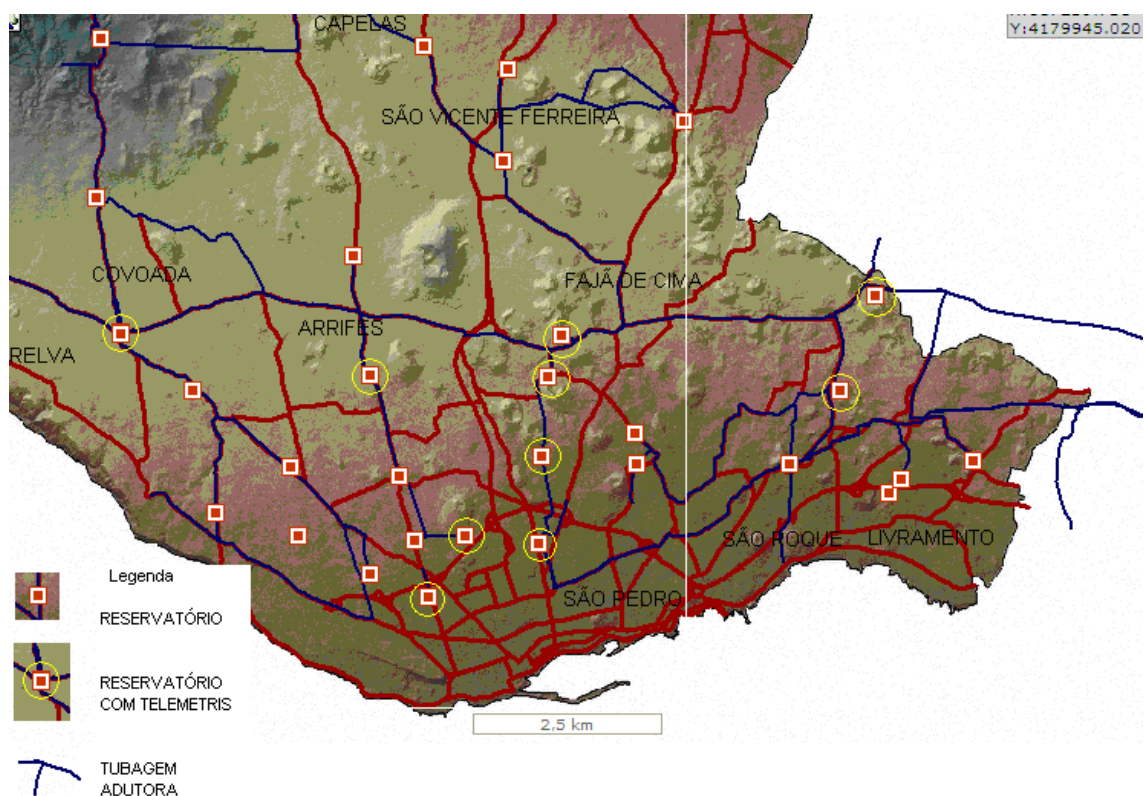 CAPELAS
Y:4179945.020
SÃO VICENTE FERREIRA
COVOADA
FAJÃ DE CIMA
ARRIFES
RELVA
SÃO ROQUE
LIVRAMENTO
SÃO PEDRO
2,5 km
Legenda
RESERVATÓRIO
RESERVATÓRIO
COM TELEMETRIS
TUBAGEM
ADUTORA